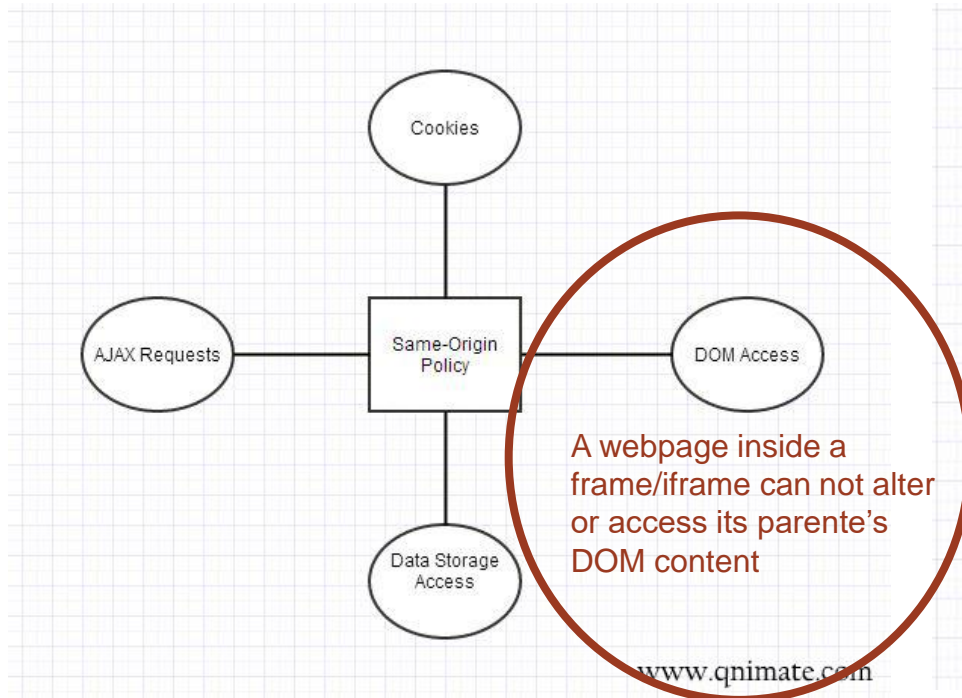 Cookies
AJAX Requests
Same-Origin
Policy
DOM Access
A webpage inside a
frame/iframe can not alter
or access its parente’s
DOM content
Data Storage
Access
www.qnimate.com